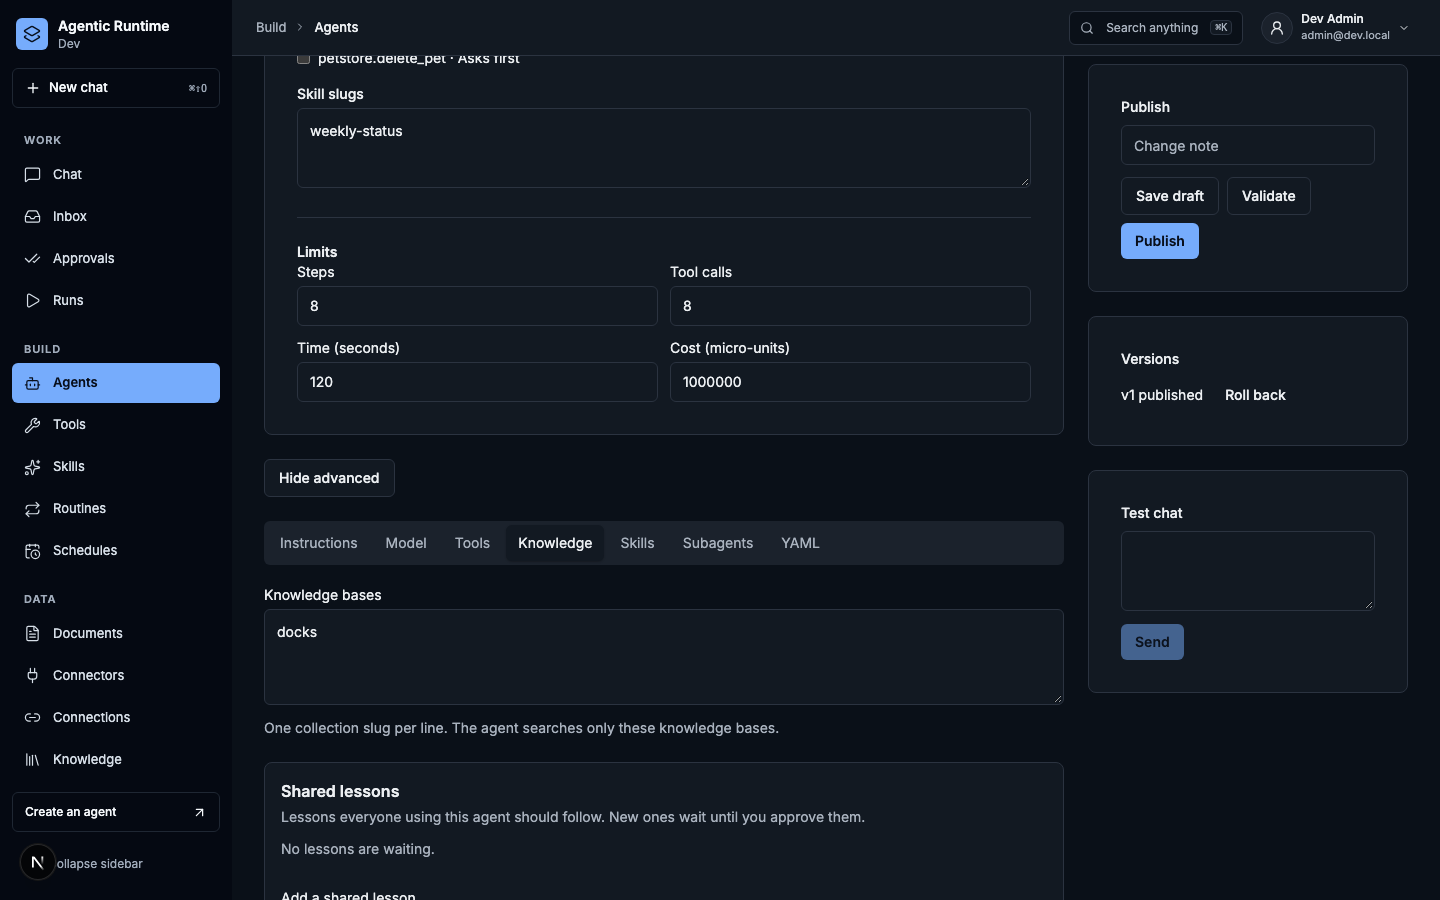 Agentic Runtime
Dev
New chat
⌘⇧O
WORK
Chat
Inbox
Approvals
Runs
BUILD
Agents
Tools
Skills
Routines
Schedules
DATA
Documents
Connectors
Connections
Knowledge
Create an agent
N
ollapse sidebar
Build > Agents
Search anything ⌘K
Dev Admin
admin@dev.local
petstore.delete_pet · Asks first
Skill slugs
weekly-status
Limits
Steps
8
Tool calls
8
Time (seconds)
120
Cost (micro-units)
1000000
Hide advanced
Instructions Model Tools Knowledge Skills Subagents YAML
Knowledge bases
docks
One collection slug per line. The agent searches only these knowledge bases.
Shared lessons
Lessons everyone using this agent should follow. New ones wait until you approve them.
No lessons are waiting.
Add a shared lesson
Publish
Change note
Save draft Validate
Publish
Versions
v1 published Roll back
Test chat
Send